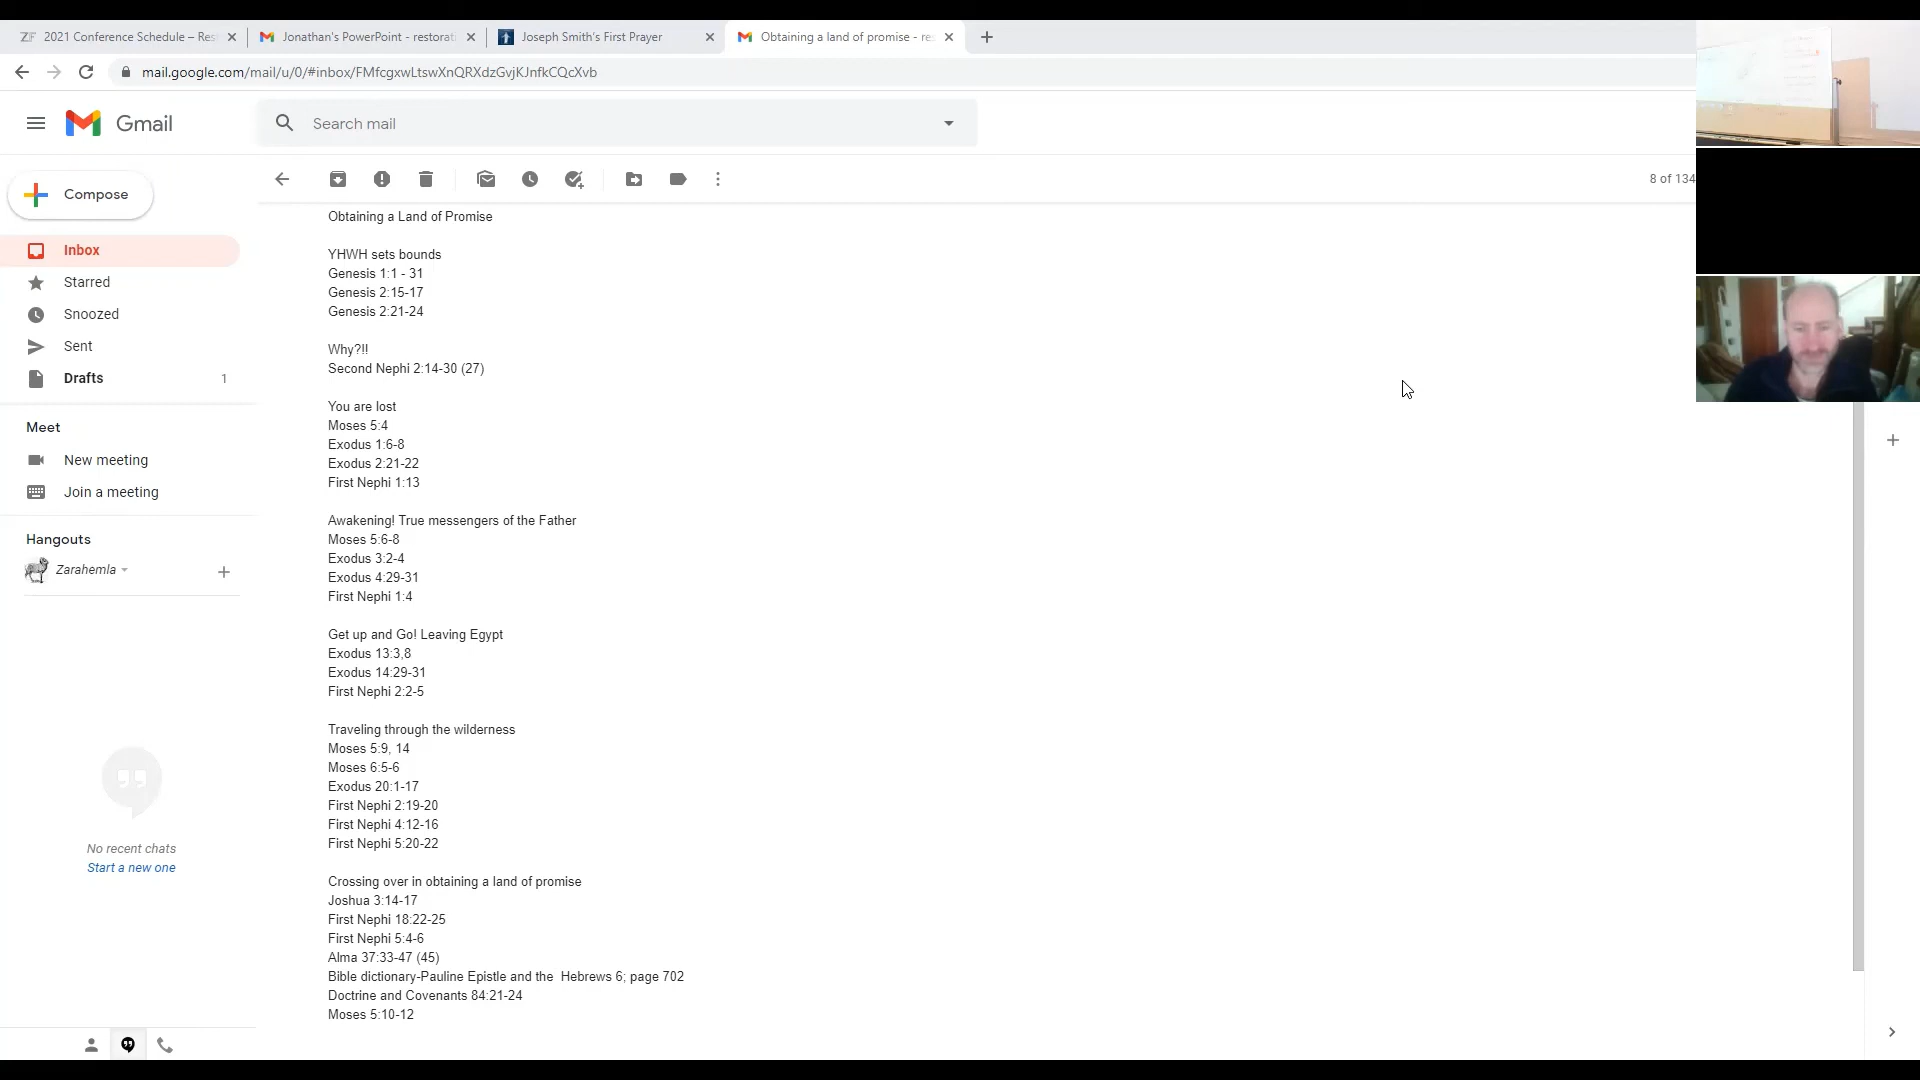 2021 Conference Schedule – Res
Jonathan's PowerPoint - restorati
Joseph Smith's First Prayer
Obtaining a land of promise - re
mail.google.com/mail/u/0/#inbox/FMfcgxwLtswXnQRXdzGvjKJnfkCQcXvb
Gmail
Search mail
Compose
8 of 134
Inbox
Starred
Snoozed
Sent
Drafts 1
Meet
New meeting
Join a meeting
Hangouts
Zarahemla
No recent chats
Start a new one
Obtaining a Land of Promise
YHWH sets bounds
Genesis 1:1 - 31
Genesis 2:15-17
Genesis 2:21-24
Why?!!
Second Nephi 2:14-30 (27)
You are lost
Moses 5:4
Exodus 1:6-8
Exodus 2:21-22
First Nephi 1:13
Awakening! True messengers of the Father
Moses 5:6-8
Exodus 3:2-4
Exodus 4:29-31
First Nephi 1:4
Get up and Go! Leaving Egypt
Exodus 13:3,8
Exodus 14:29-31
First Nephi 2:2-5
Traveling through the wilderness
Moses 5:9, 14
Moses 6:5-6
Exodus 20:1-17
First Nephi 2:19-20
First Nephi 4:12-16
First Nephi 5:20-22
Crossing over in obtaining a land of promise
Joshua 3:14-17
First Nephi 18:22-25
First Nephi 5:4-6
Alma 37:33-47 (45)
Bible dictionary-Pauline Epistle and the  Hebrews 6; page 702
Doctrine and Covenants 84:21-24
Moses 5:10-12